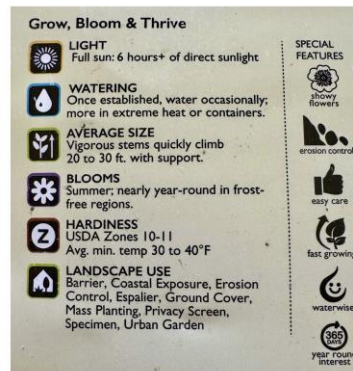 Grow, Bloom & Thrive
LIGHT
Full sun: 6 hours+ of direct sunlight
WATERING
Once established, water occasionally;
more in extreme heat or containers.
AVERAGE SIZE
Vigorous stems quickly climb
20 to 30 ft. with support.
BLOOMS
Summer; nearly year-round in frost-
free regions.
Z
HARDINESS
USDA Zones 10-11
Avg. min. temp 30 to 40°F
LANDSCAPE USE
Barrier, Coastal Exposure, Erosion
Control, Espalier, Ground Cover,
Mass Planting, Privacy Screen,
Specimen, Urban Garden
SPECIAL
FEATURES
showy
flowers
erosion control
easy care
fast growing
waterwise
365
DAYS
year round
interest